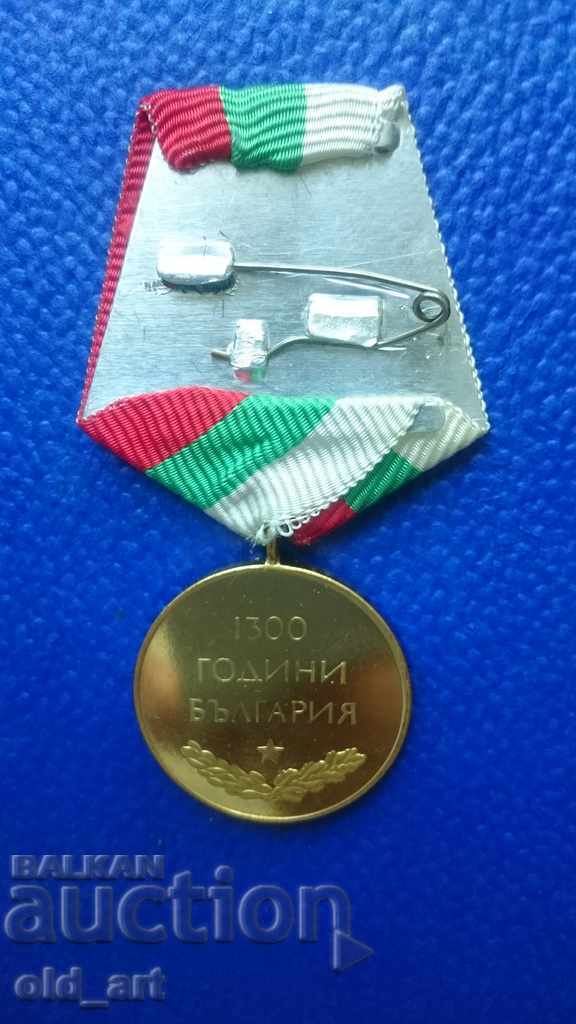 1300
ГОДИНИ
БЪЛГАРИЯ
BALKAN
auction
old_art